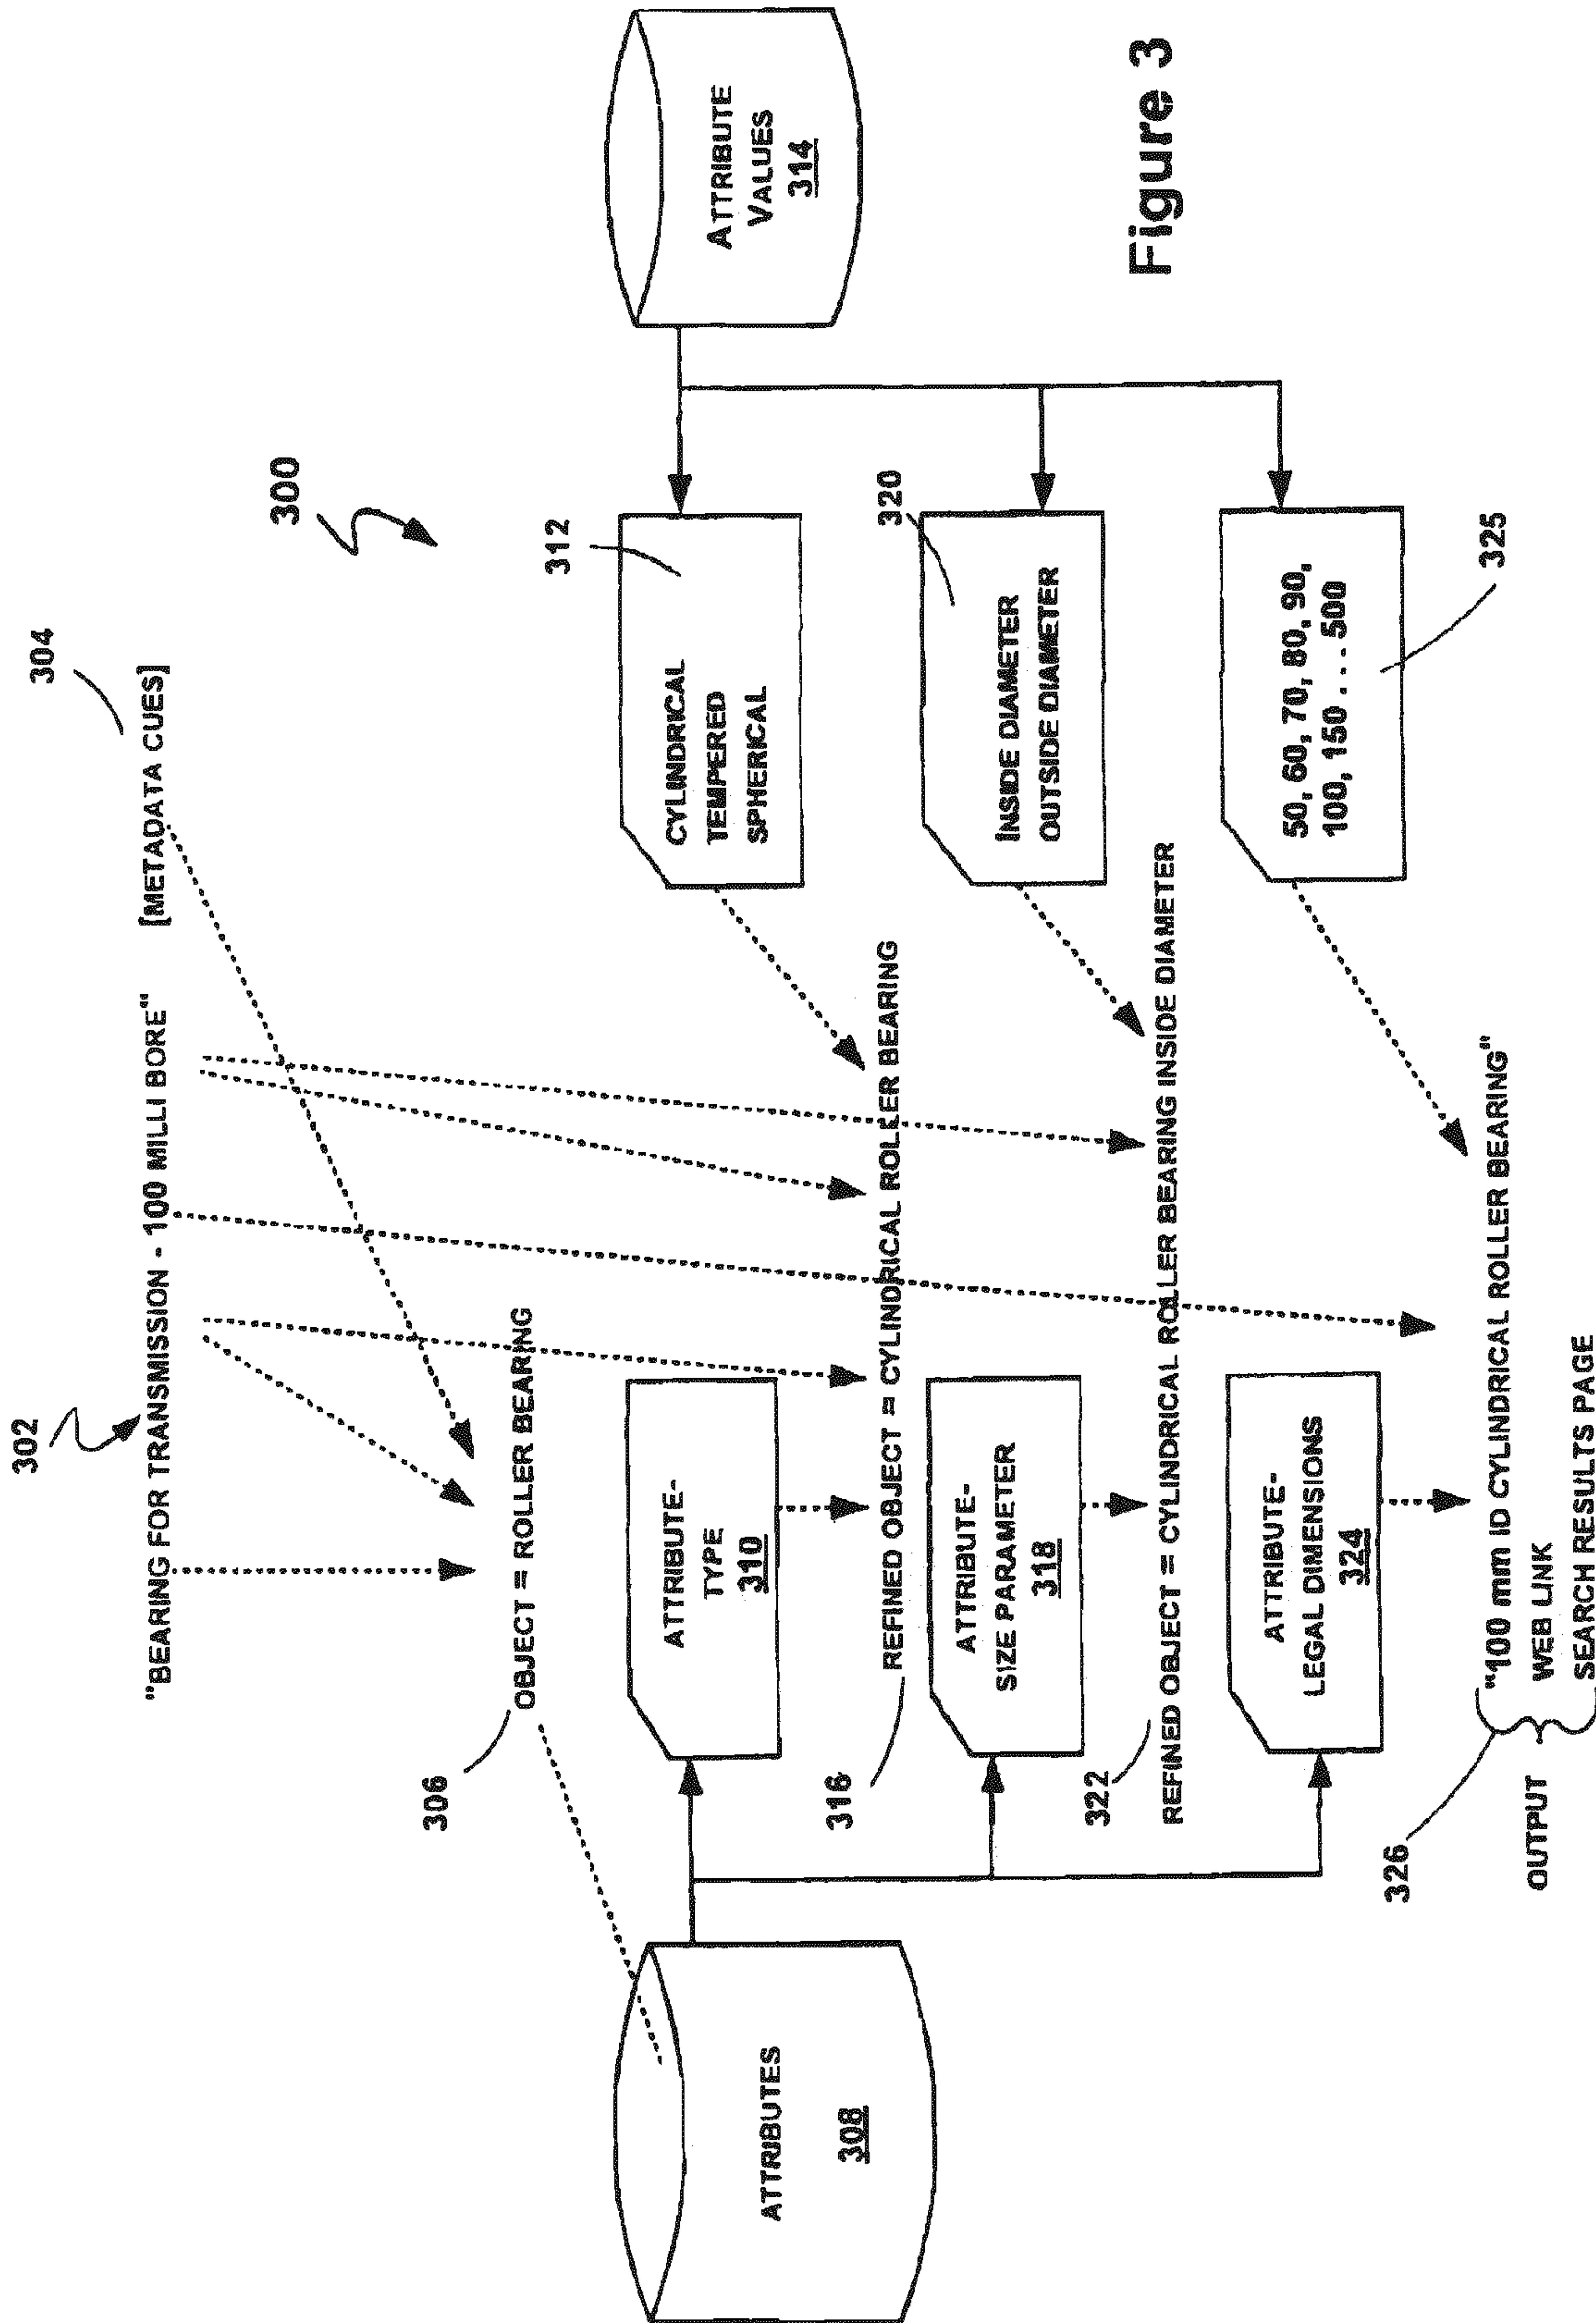 300
302
304
"BEARING FOR TRANSMISSION - 100 MILLI BORE" [METADATA CUES]
306
OBJECT = ROLLER BEARING
ATTRIBUTES
308
ATTRIBUTE-
TYPE
310
312
CYLINDRICAL
TEMPERED
SPHERICAL
ATTRIBUTE
VALUES
314
316
REFINED OBJECT = CYLINDRICAL ROLLER BEARING
ATTRIBUTE-
SIZE PARAMETER
318
320
INSIDE DIAMETER
OUTSIDE DIAMETER
322
REFINED OBJECT = CYLINDRICAL ROLLER BEARING INSIDE DIAMETER
ATTRIBUTE-
LEGAL DIMENSIONS
324
50, 60, 70, 80, 90,
100, 150 . . . 500
325
326
OUTPUT
"100 mm ID CYLINDRICAL ROLLER BEARING"
WEB LINK
SEARCH RESULTS PAGE
Figure 3